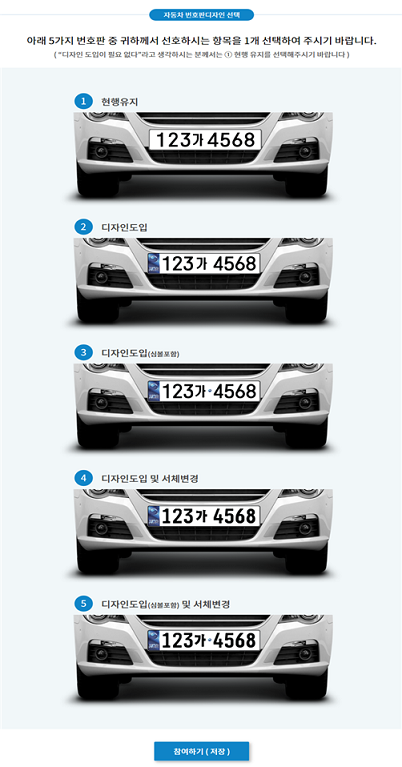 자동차 번호판디자인 선택
아래 5가지 번호판 중 귀하께서 선호하시는 항목을 1개 선택하여 주시기 바랍니다.
( "디자인 도입이 필요 없다"라고 생각하시는 분께서는 ① 현행 유지를 선택해주시기 바랍니다 )
1 현행유지
123가 4568
2 디자인도입
123가 4568
3 디자인도입(심볼포함)
123가 4568
4 디자인도입 및 서체변경
123가 4568
5 디자인도입(심볼포함) 및 서체변경
123가 4568
참여하기 ( 저장 )